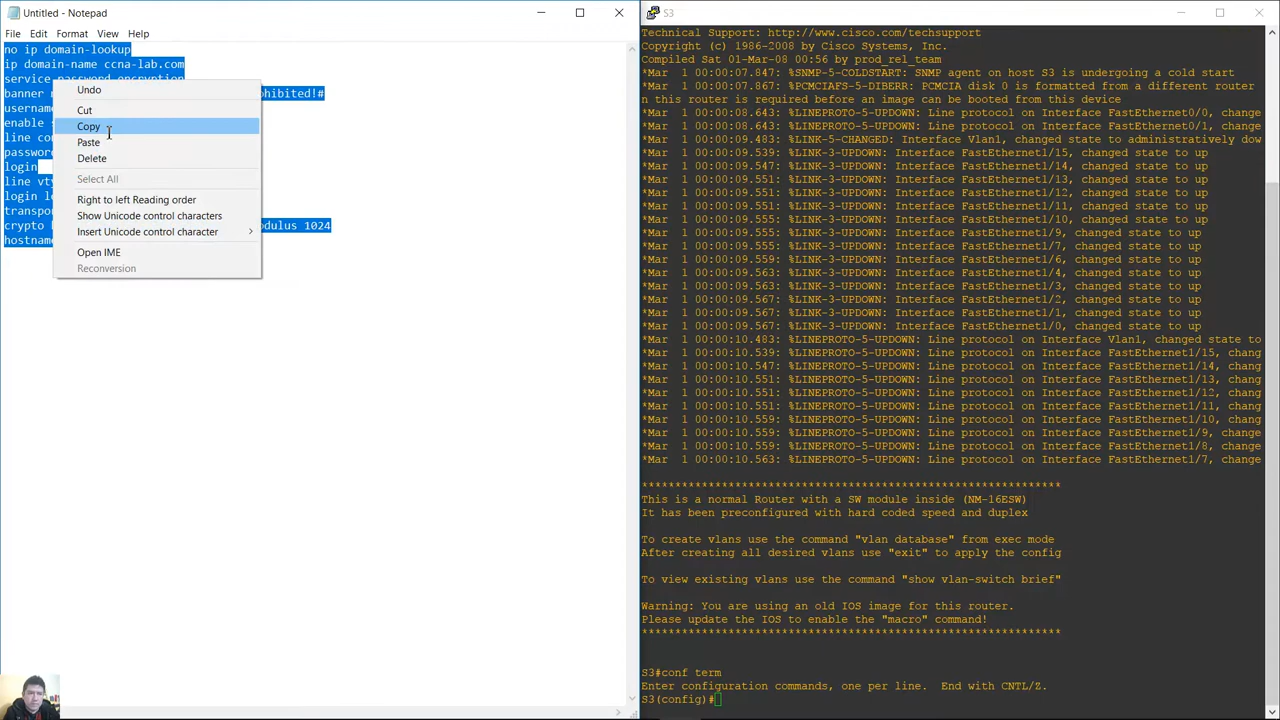 Untitled - Notepad
File Edit Format View Help
no ip domain-lookup
ip domain-name ccna-lab.com
service password encryption
banner
hibited!#
username
enable
line con
password
login
line vty
login
transpor
crypto
odulus 1024
hostname
Undo
Cut
Copy
Paste
Delete
Select All
Right to left Reading order
Show Unicode control characters
Insert Unicode control character
Open IME
Reconversion
S3
Technical Support: http://www.cisco.com/techsupport
Copyright (c) 1986-2008 by Cisco Systems, Inc.
Compiled Sat 01-Mar-08 00:56 by prod_rel_team
*Mar  1 00:00:07.847: %SNMP-5-COLDSTART: SNMP agent on host S3 is undergoing a cold start
*Mar  1 00:00:07.867: %PCMCIAFS-5-DIBERR: PCMCIA disk 0 is formatted from a different router
n this router is required before an image can be booted from this device
*Mar  1 00:00:08.643: %LINEPROTO-5-UPDOWN: Line protocol on Interface FastEthernet0/0, change
*Mar  1 00:00:08.643: %LINEPROTO-5-UPDOWN: Line protocol on Interface FastEthernet0/1, change
*Mar  1 00:00:09.483: %LINK-5-CHANGED: Interface Vlan1, changed state to administratively dow
*Mar  1 00:00:09.539: %LINK-3-UPDOWN: Interface FastEthernet1/15, changed state to up
*Mar  1 00:00:09.547: %LINK-3-UPDOWN: Interface FastEthernet1/14, changed state to up
*Mar  1 00:00:09.551: %LINK-3-UPDOWN: Interface FastEthernet1/13, changed state to up
*Mar  1 00:00:09.551: %LINK-3-UPDOWN: Interface FastEthernet1/12, changed state to up
*Mar  1 00:00:09.555: %LINK-3-UPDOWN: Interface FastEthernet1/11, changed state to up
*Mar  1 00:00:09.555: %LINK-3-UPDOWN: Interface FastEthernet1/10, changed state to up
*Mar  1 00:00:09.555: %LINK-3-UPDOWN: Interface FastEthernet1/9, changed state to up
*Mar  1 00:00:09.559: %LINK-3-UPDOWN: Interface FastEthernet1/7, changed state to up
*Mar  1 00:00:09.559: %LINK-3-UPDOWN: Interface FastEthernet1/6, changed state to up
*Mar  1 00:00:09.563: %LINK-3-UPDOWN: Interface FastEthernet1/4, changed state to up
*Mar  1 00:00:09.563: %LINK-3-UPDOWN: Interface FastEthernet1/3, changed state to up
*Mar  1 00:00:09.567: %LINK-3-UPDOWN: Interface FastEthernet1/2, changed state to up
*Mar  1 00:00:09.567: %LINK-3-UPDOWN: Interface FastEthernet1/1, changed state to up
*Mar  1 00:00:09.567: %LINK-3-UPDOWN: Interface FastEthernet1/0, changed state to up
*Mar  1 00:00:10.483: %LINEPROTO-5-UPDOWN: Line protocol on Interface Vlan1, changed state to
*Mar  1 00:00:10.539: %LINEPROTO-5-UPDOWN: Line protocol on Interface FastEthernet1/15, chang
*Mar  1 00:00:10.547: %LINEPROTO-5-UPDOWN: Line protocol on Interface FastEthernet1/14, chang
*Mar  1 00:00:10.551: %LINEPROTO-5-UPDOWN: Line protocol on Interface FastEthernet1/13, chang
*Mar  1 00:00:10.551: %LINEPROTO-5-UPDOWN: Line protocol on Interface FastEthernet1/12, chang
*Mar  1 00:00:10.555: %LINEPROTO-5-UPDOWN: Line protocol on Interface FastEthernet1/11, chang
*Mar  1 00:00:10.559: %LINEPROTO-5-UPDOWN: Line protocol on Interface FastEthernet1/10, chang
*Mar  1 00:00:10.559: %LINEPROTO-5-UPDOWN: Line protocol on Interface FastEthernet1/9, change
*Mar  1 00:00:10.559: %LINEPROTO-5-UPDOWN: Line protocol on Interface FastEthernet1/8, change
*Mar  1 00:00:10.563: %LINEPROTO-5-UPDOWN: Line protocol on Interface FastEthernet1/7, change
***************************************************************
This is a normal Router with a SW module inside (NM-16ESW)
It has been preconfigured with hard coded speed and duplex
To create vlans use the command "vlan database" from exec mode
After creating all desired vlans use "exit" to apply the config
To view existing vlans use the command "show vlan-switch brief"
Warning: You are using an old IOS image for this router.
Please update the IOS to enable the "macro" command!
***************************************************************
S3#conf term
Enter configuration commands, one per line.  End with CNTL/Z.
S3(config)#